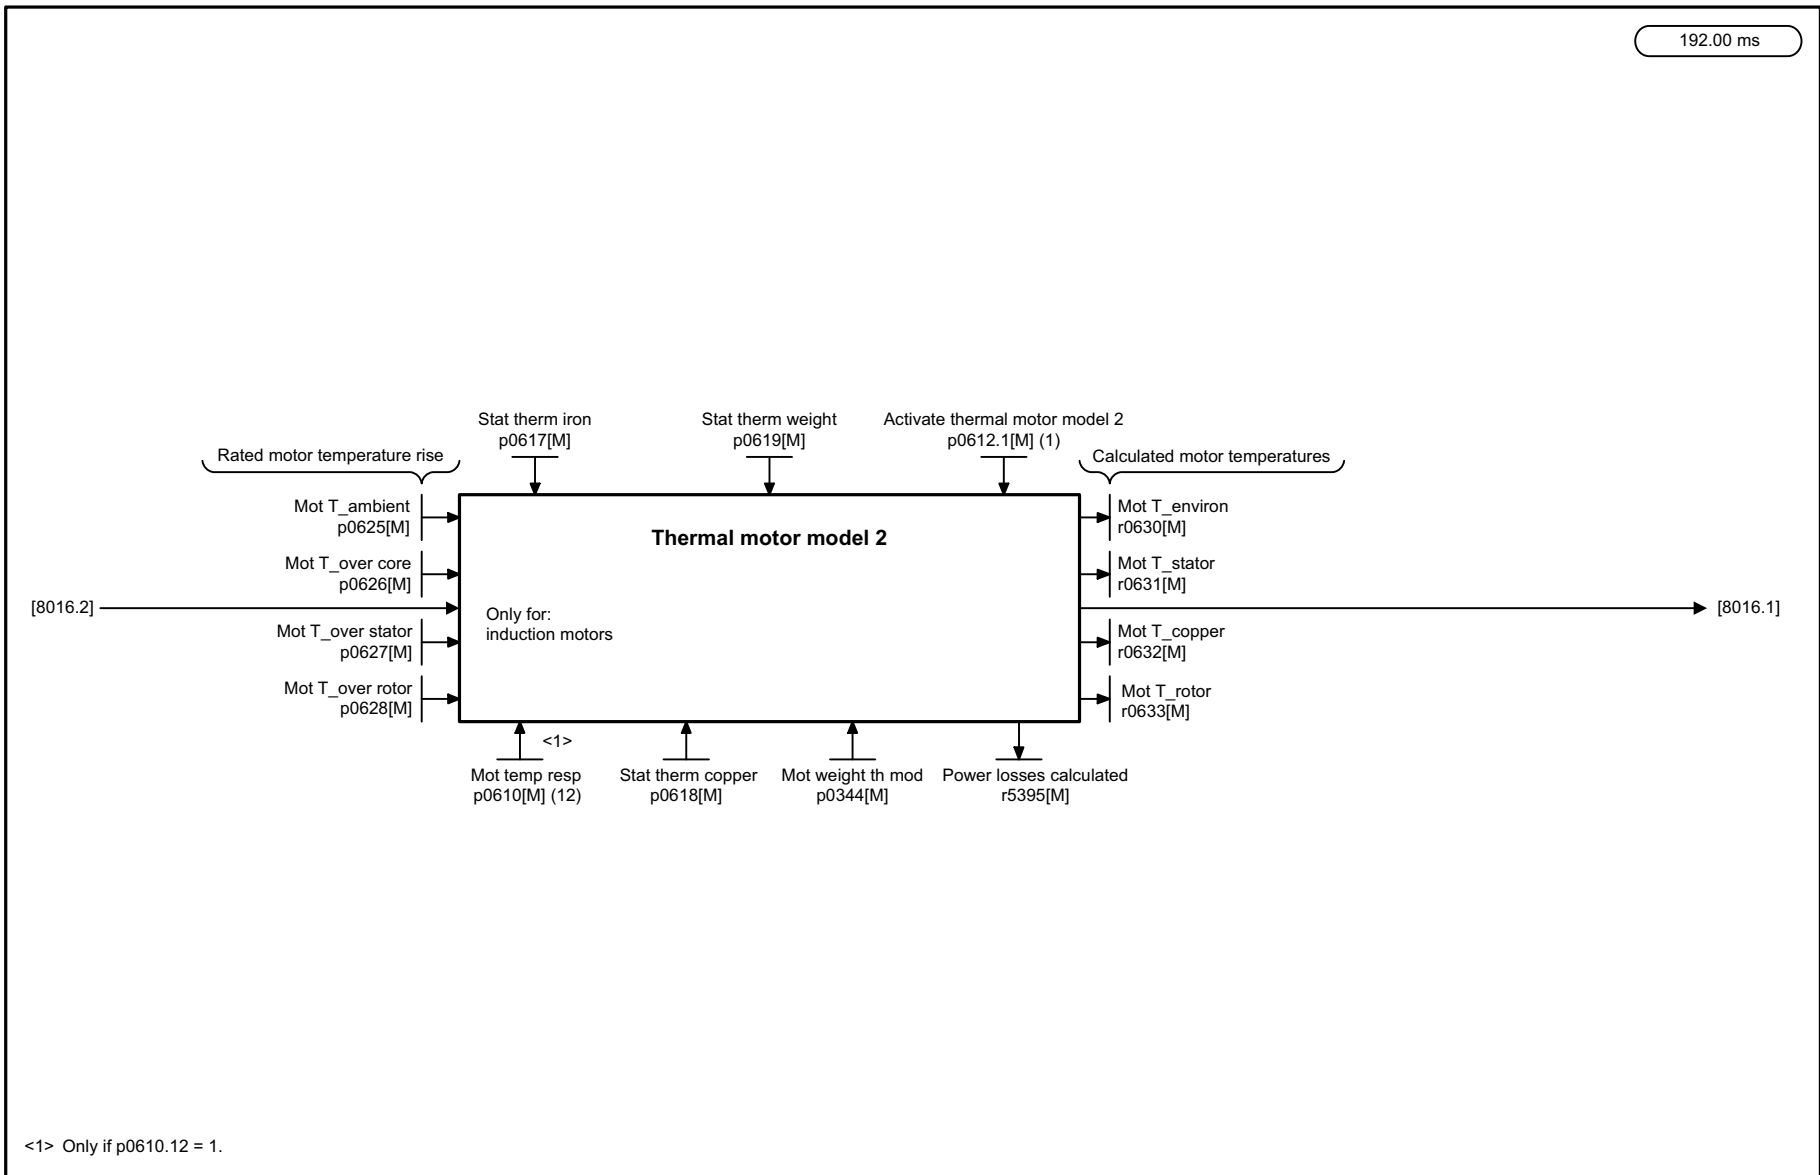 192.00 ms
Stat therm iron
p0617[M]
Stat therm weight
p0619[M]
Activate thermal motor model 2
p0612.1[M] (1)
Rated motor temperature rise
Calculated motor temperatures
Mot T_ambient
p0625[M]
Mot T_over core
p0626[M]
[8016.2]
Mot T_over stator
p0627[M]
Mot T_over rotor
p0628[M]
Thermal motor model 2
Only for:
induction motors
Mot T_environ
r0630[M]
Mot T_stator
r0631[M]
[8016.1]
Mot T_copper
r0632[M]
Mot T_rotor
r0633[M]
<1>
Mot temp resp
p0610[M] (12)
Stat therm copper
p0618[M]
Mot weight th mod
p0344[M]
Power losses calculated
r5395[M]
<1> Only if p0610.12 = 1.